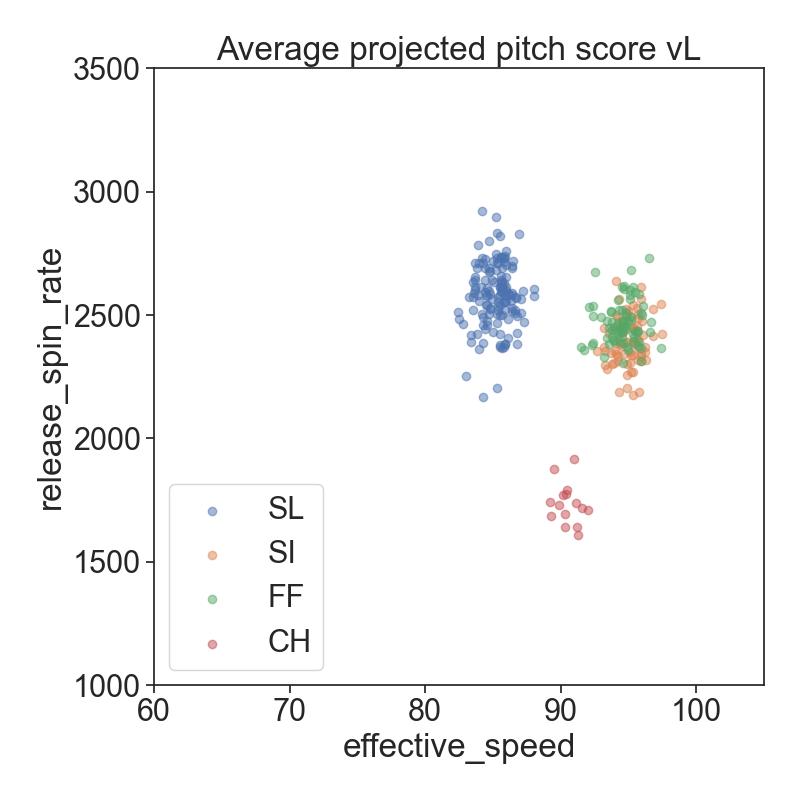 Average projected pitch score vL
3500
3000
2500
2000
1500
1000
release_spin_rate
SL
SI
FF
CH
60 70 80 90 100
effective_speed